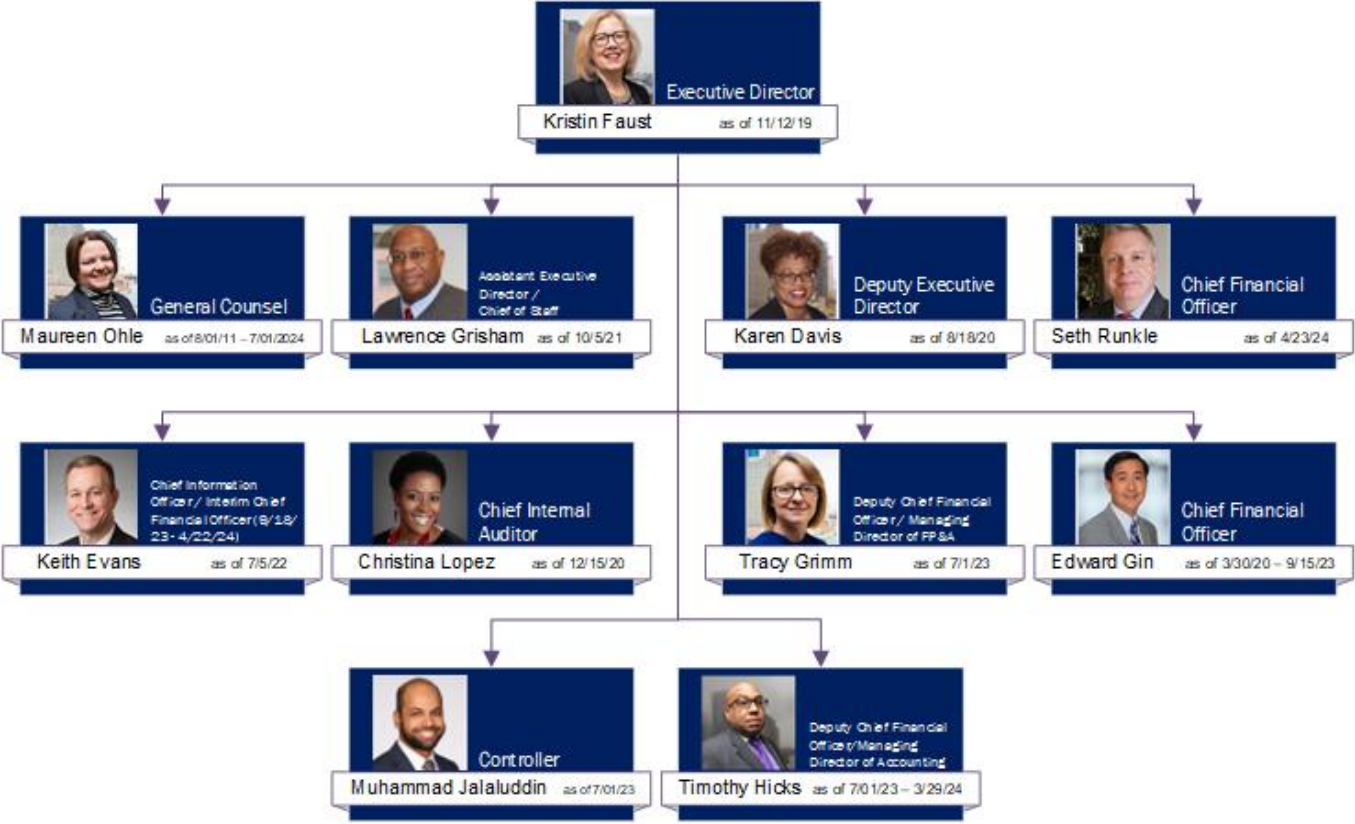 Executive Director
Kristin Faust as of 11/12/19
General Counsel
Maureen Ohle as of 8/01/11 – 7/01/2024
Assistant Executive
Director /
Chief of Staff
Lawrence Grisham as of 10/5/21
Deputy Executive
Director
Karen Davis as of 8/18/20
Chief Financial
Officer
Seth Runkle as of 4/23/24
Chief Information
Officer / Interim Chief
Financial Officer (9/18/
23- 4/22/24)
Keith Evans as of 7/5/22
Chief Internal
Auditor
Christina Lopez as of 12/15/20
Deputy Chief Financial
Officer / Managing
Director of FP&A
Tracy Grimm as of 7/1/23
Chief Financial
Officer
Edward Gin as of 3/30/20 – 9/15/23
Controller
Muhammad Jalaluddin as of 7/01/23
Deputy Chief Financial
Officer/Managing
Director of Accounting
Timothy Hicks as of 7/01/23 – 3/29/24